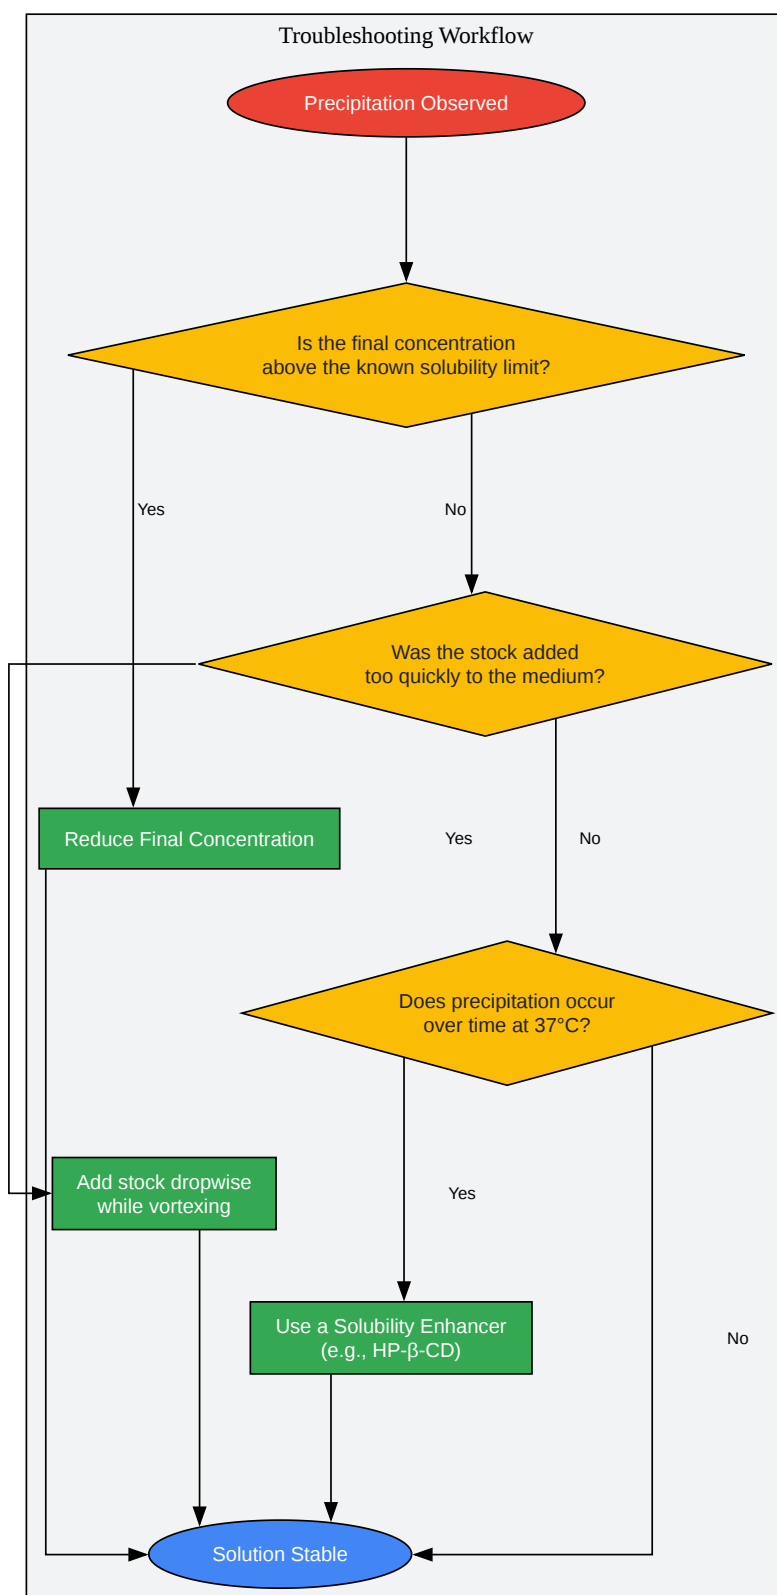 Troubleshooting Workflow
Precipitation Observed
Is the final concentration
above the known solubility limit?
Yes
No
Was the stock added
too quickly to the medium?
Reduce Final Concentration
Yes
No
Does precipitation occur
over time at 37°C?
Add stock dropwise
while vortexing
Yes
Use a Solubility Enhancer
(e.g., HP-β-CD)
No
Solution Stable